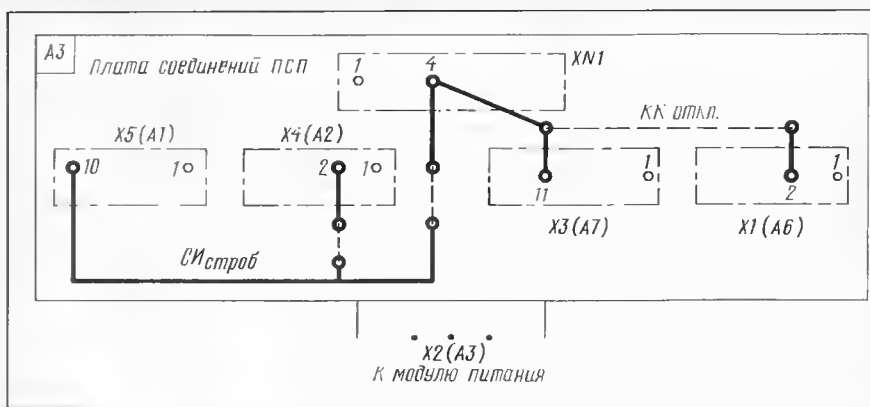 А3
Плата соединений ПСП
1
4
XN1
КК откл.
X5(A1)
X4(A2)
10
1
2
1
11
1
2
1
X3(A7)
X1(A6)
СИстроб
X2(A3)
К модулю питания